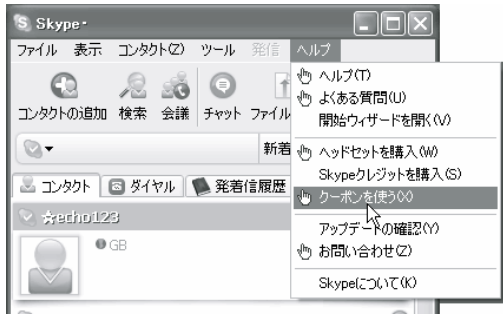 Skype
ファイル 表示 コンタクト(Z) ツール 発信 ヘルプ
コンタクトの追加 検索 会議 チャット ファイル
新着
コンタクト ダイヤル 発着信履歴
☆echo123
GB
ヘルプ(T)
よくある質問(U)
開始ウィザードを開く(V)
ヘッドセットを購入(W)
Skypeクレジットを購入(S)
クーポンを使う(X)
アップデートの確認(Y)
お問い合わせ(Z)
Skypeについて(K)